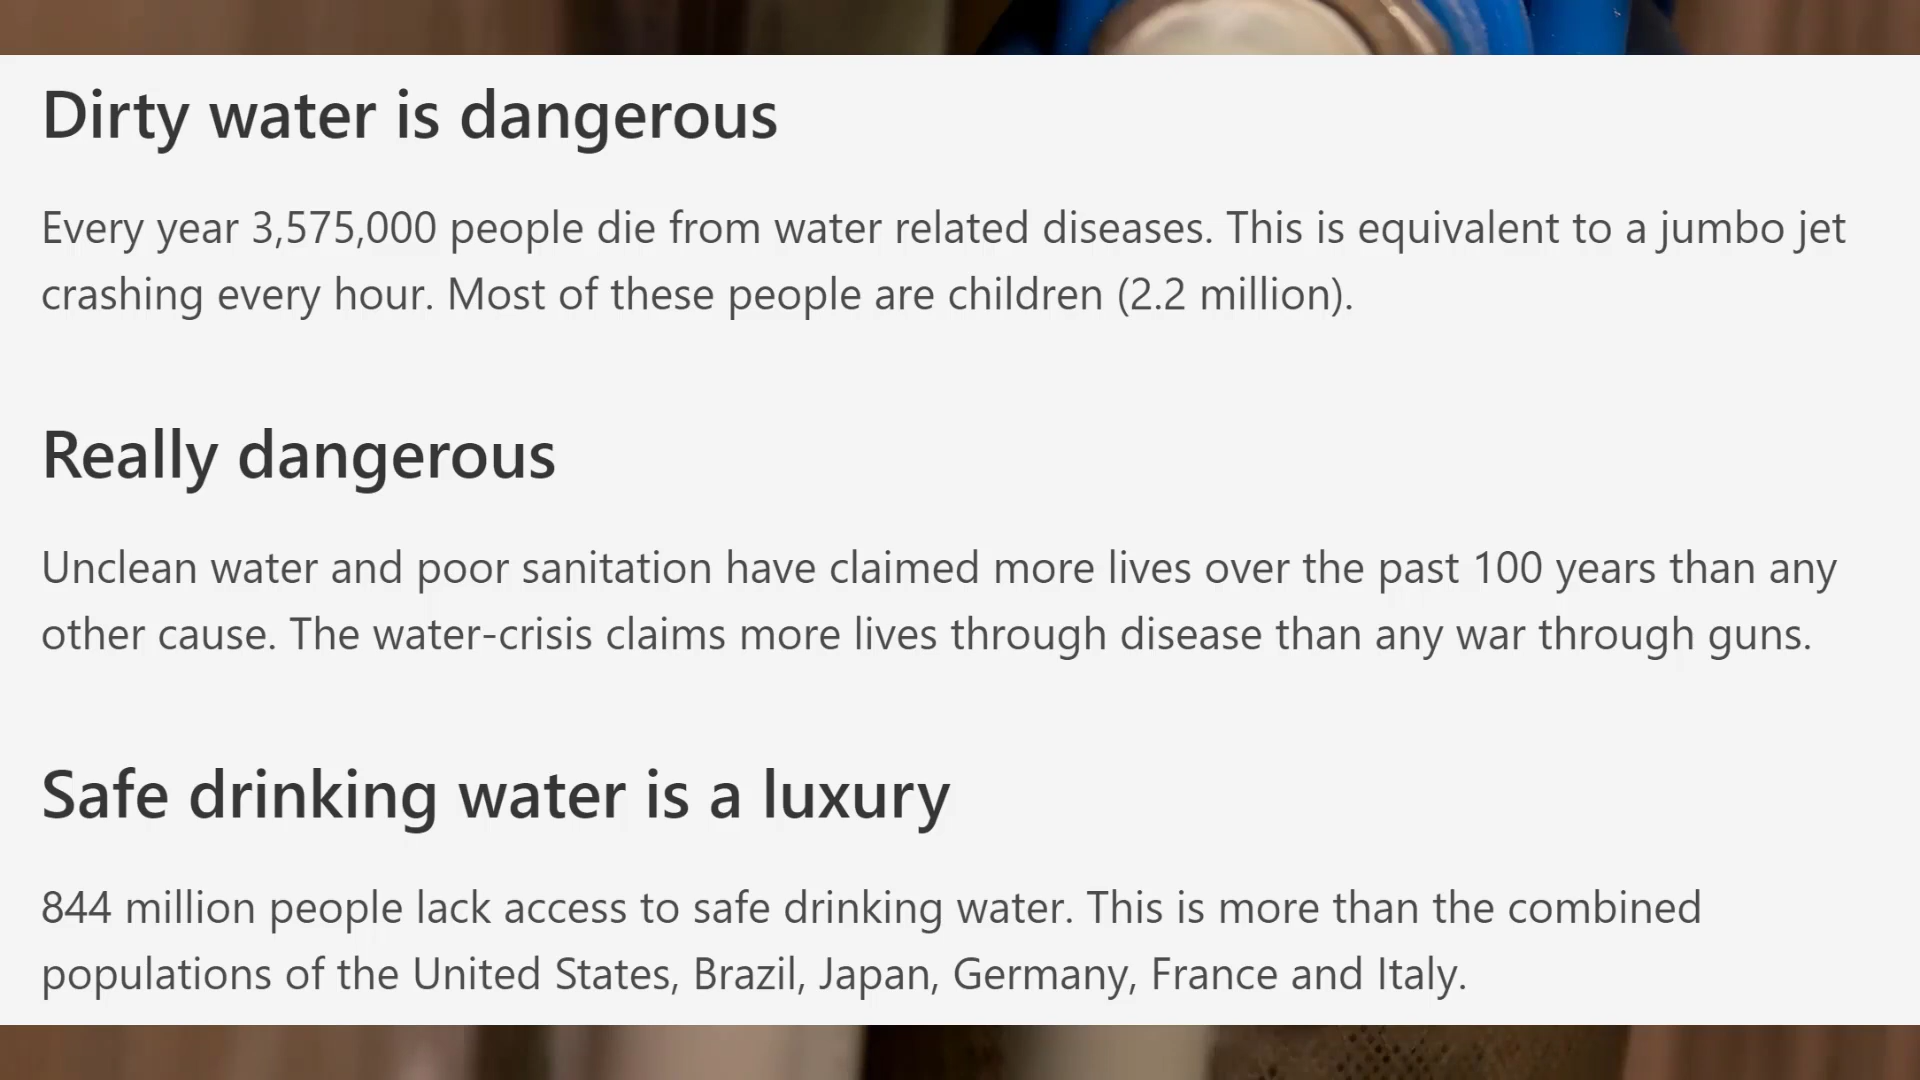 Dirty water is dangerous
Every year 3,575,000 people die from water related diseases. This is equivalent to a jumbo jet
crashing every hour. Most of these people are children (2.2 million).
Really dangerous
Unclean water and poor sanitation have claimed more lives over the past 100 years than any
other cause. The water-crisis claims more lives through disease than any war through guns.
Safe drinking water is a luxury
844 million people lack access to safe drinking water. This is more than the combined
populations of the United States, Brazil, Japan, Germany, France and Italy.